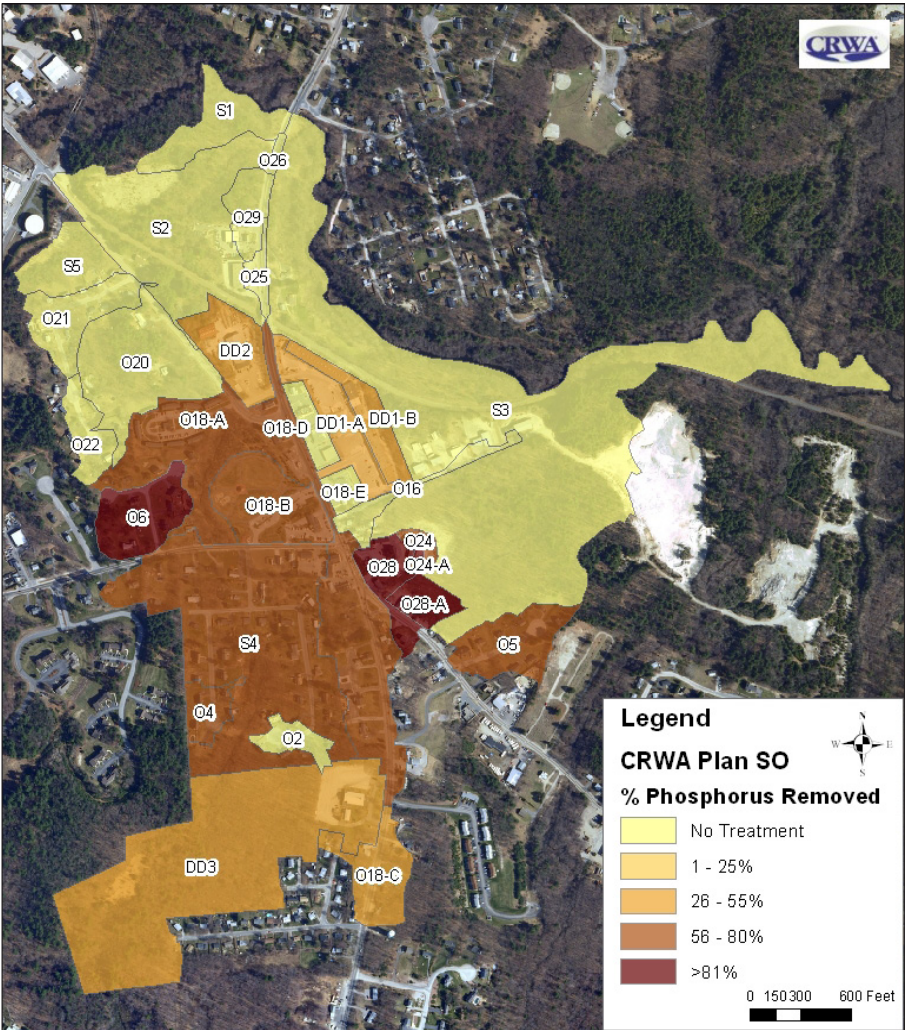 CRWA
S1
O26
O29
S2
S5
O25
O21
DD2
O20
S3
O18-A
O18-D
DD1-A
DD1-B
O22
O16
O18-E
O18-B
O6
O24
O28
O24-A
O28-A
S4
O5
O4
O2
DD3
O18-C
Legend
CRWA Plan SO
N
W
E
S
% Phosphorus Removed
No Treatment
1 - 25%
26 - 55%
56 - 80%
>81%
0 150300 600 Feet